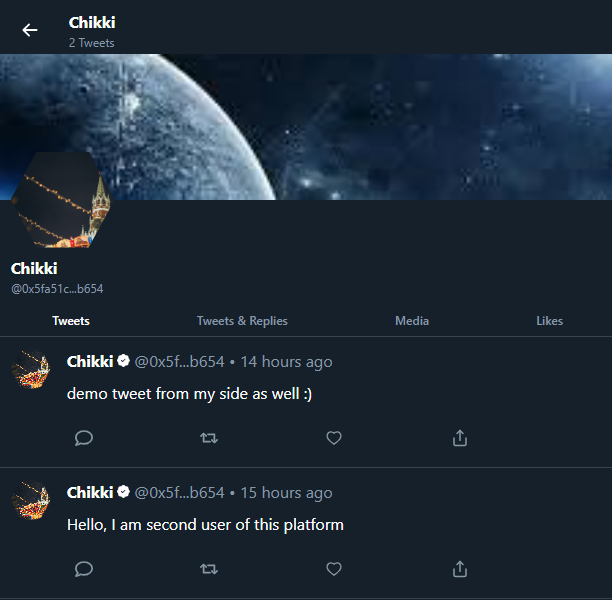 Chikki
2 Tweets
Chikki
@0x5fa51c...b654
Tweets Tweets & Replies Media Likes
Chikki @0x5f...b654 • 14 hours ago
demo tweet from my side as well :)
Chikki @0x5f...b654 • 15 hours ago
Hello, I am second user of this platform